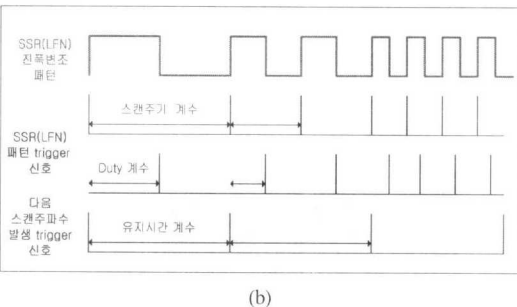 SSR(LFN)
진폭변조
패턴
스캔주기 계수
SSR(LFN)
패턴 trigger
신호
Duty 계수
다음
스캔주파수
발생 trigger
신호
유지시간 계수
(b)